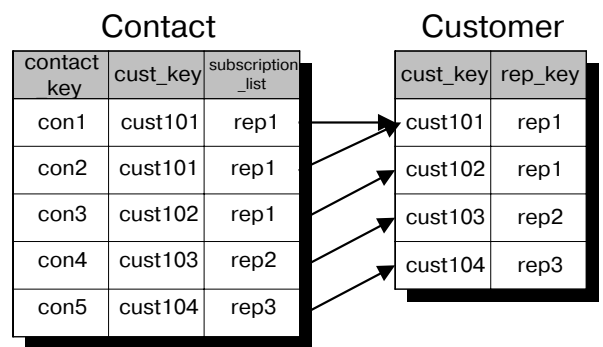 Contact
Customer
contact
_key
cust_key
subscription
_list
cust_key
rep_key
con1
cust101
rep1
cust101
rep1
con2
cust101
rep1
cust102
rep1
con3
cust102
rep1
cust103
rep2
con4
cust103
rep2
cust104
rep3
con5
cust104
rep3